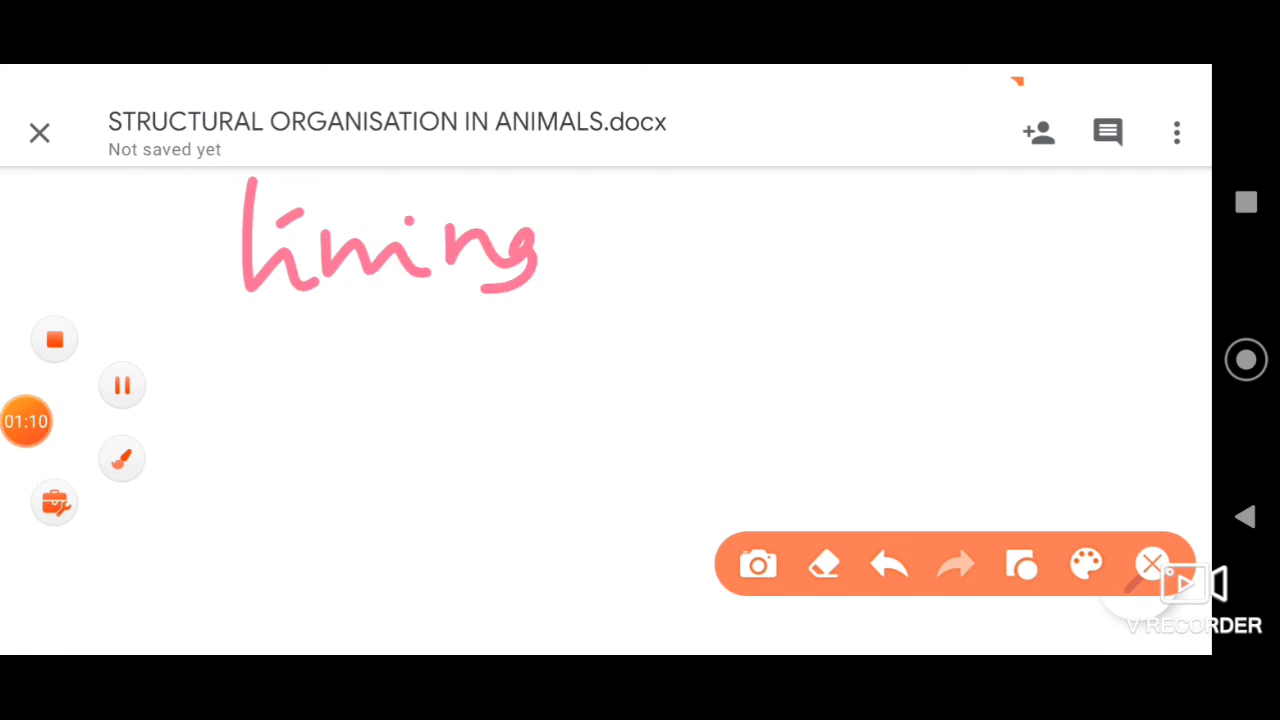 STRUCTURAL ORGANISATION IN ANIMALS.docx
Not saved yet
lining
01:10
V RECORDER